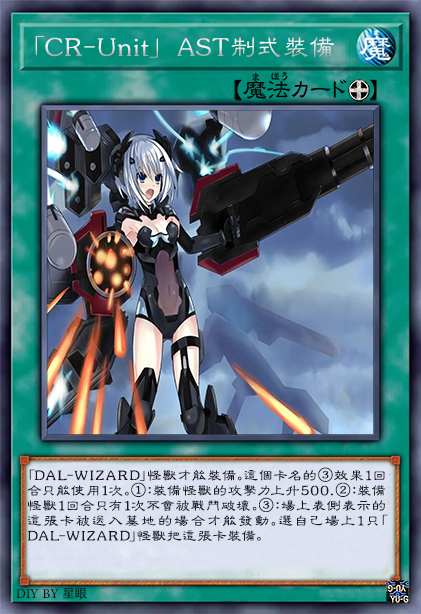 「CR-Unit」 AST制式裝備
魔
【魔法カード】
ま ほう
「DAL-WIZARD」怪獸才能裝備。這個卡名的③效果1回
合只能使用1次。①:裝備怪獸的攻擊力上升500.②:裝備
怪獸1回合只有1次不會被戰鬥破壞。③:場上表側表示的
這張卡被送入墓地的場合才能發動。選自己場上1只「
DAL-WIZARD」怪獸把這張卡裝備。
DIY BY 星眼